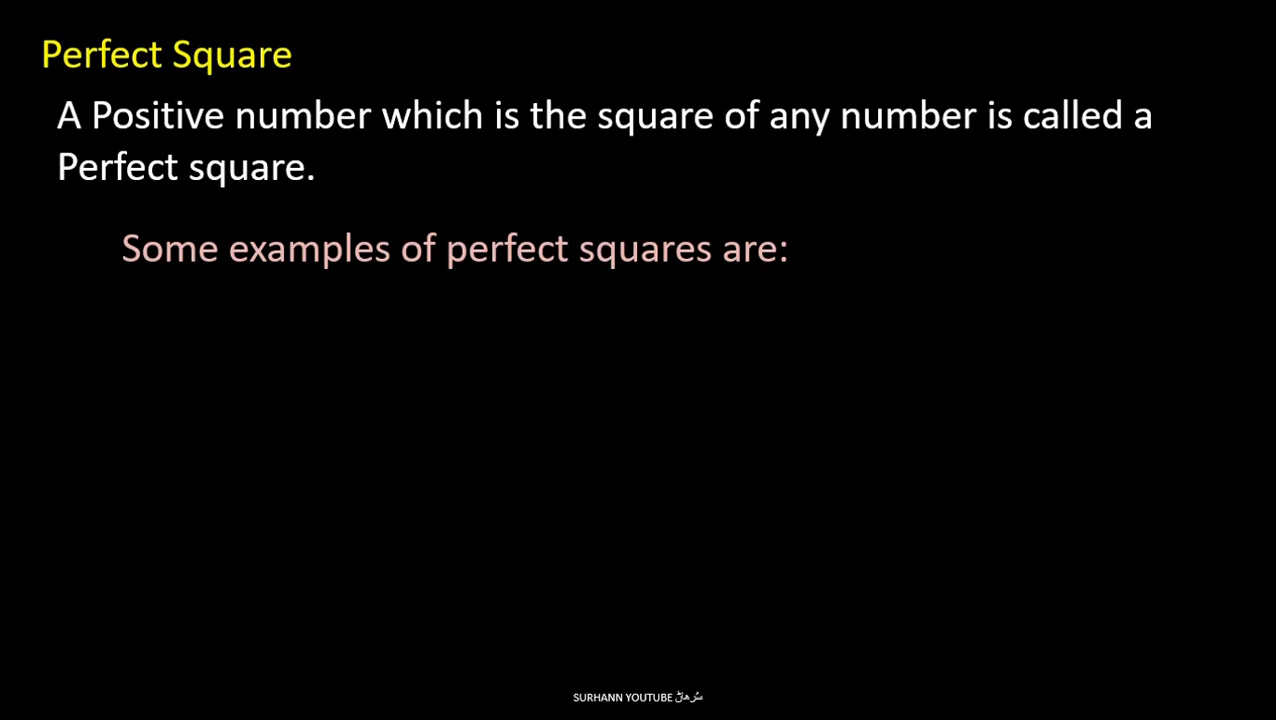 Perfect Square
A Positive number which is the square of any number is called a
Perfect square.
Some examples of perfect squares are:
SURHANN YOUTUBE